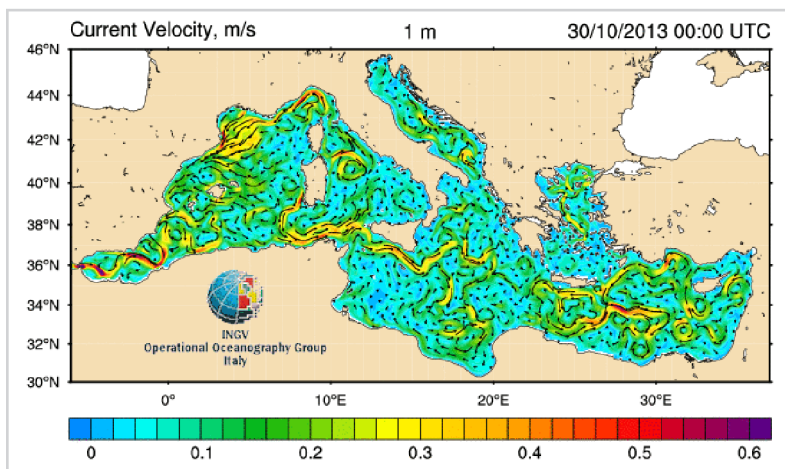 Current Velocity, m/s 1 m 30/10/2013 00:00 UTC
46°N
44°N
42°N
40°N
38°N
36°N
34°N
32°N
30°N
INGV
Operational Oceanography Group
Italy
0° 10°E 20°E 30°E
0 0.1 0.2 0.3 0.4 0.5 0.6